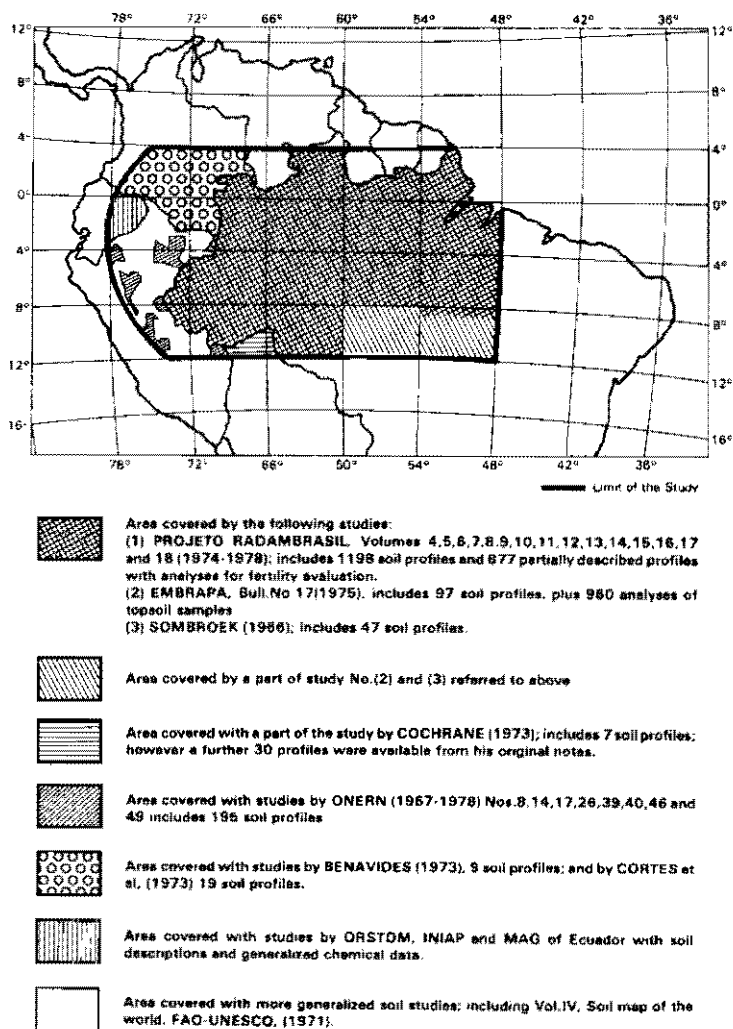 12° 78° 72° 66° 60° 54° 48° 42° 36° 12°
8° 8°
4° 4°
0° 0°
4° 4°
8° 8°
12° 12°
16° 16°
78° 72° 66° 60° 54° 48° 42° 36°
Limit of the Study
Area covered by the following studies:
(1) PROJETO RADAMBRASIL, Volumes 4,5,6,7,8,9,10,11,12,13,14,15,16,17
and 18 (1974-1978); includes 1198 soil profiles and 677 partially described profiles
with analyses for fertility evaluation.
(2) EMBRAPA, Bull.No 17(1975), includes 97 soil profiles, plus 980 analyses of
topsoil samples
(3) SOMBROEK (1966); includes 47 soil profiles.
Area covered by a part of study No.(2) and (3) referred to above
Area covered with a part of the study by COCHRANE (1973); includes 7 soil profiles;
however a further 30 profiles were available from his original notes.
Area covered with studies by ONERN (1967-1978) Nos.8,14,17,26,39,40,46 and
49 includes 195 soil profiles
Area covered with studies by BENAVIDES (1973), 9 soil profiles; and by CORTES et
al, (1973) 19 soil profiles.
Area covered with studies by ORSTOM, INIAP and MAG of Ecuador with soil
descriptions and generalized chemical data.
Area covered with more generalized soil studies; including Vol.IV, Soil map of the
world. FAO-UNESCO, (1971).